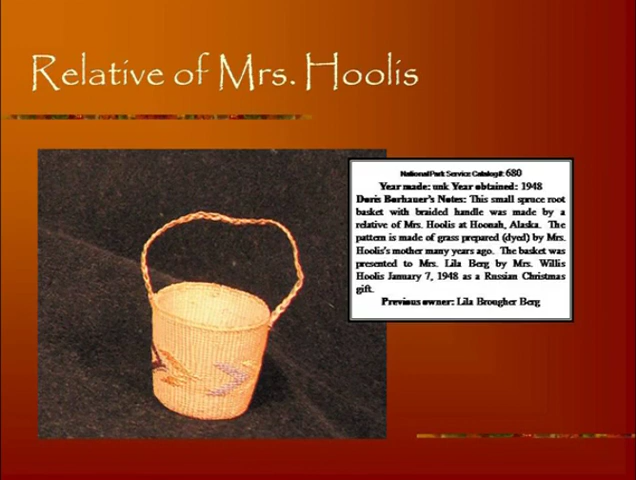 Relative of Mrs. Hoolis
National Park Service Catalog#: 680
Year made: unk Year obtained: 1948
Doris Borhauer's Notes: This small spruce root
basket with braided handle was made by a
relative of Mrs. Hoolis at Hoonah, Alaska. The
pattern is made of grass prepared (dyed) by Mrs.
Hoolis's mother many years ago. The basket was
presented to Mrs. Lila Berg by Mrs. Willis
Hoolis January 7, 1948 as a Russian Christmas
gift.
Previous owner: Lila Brougher Berg